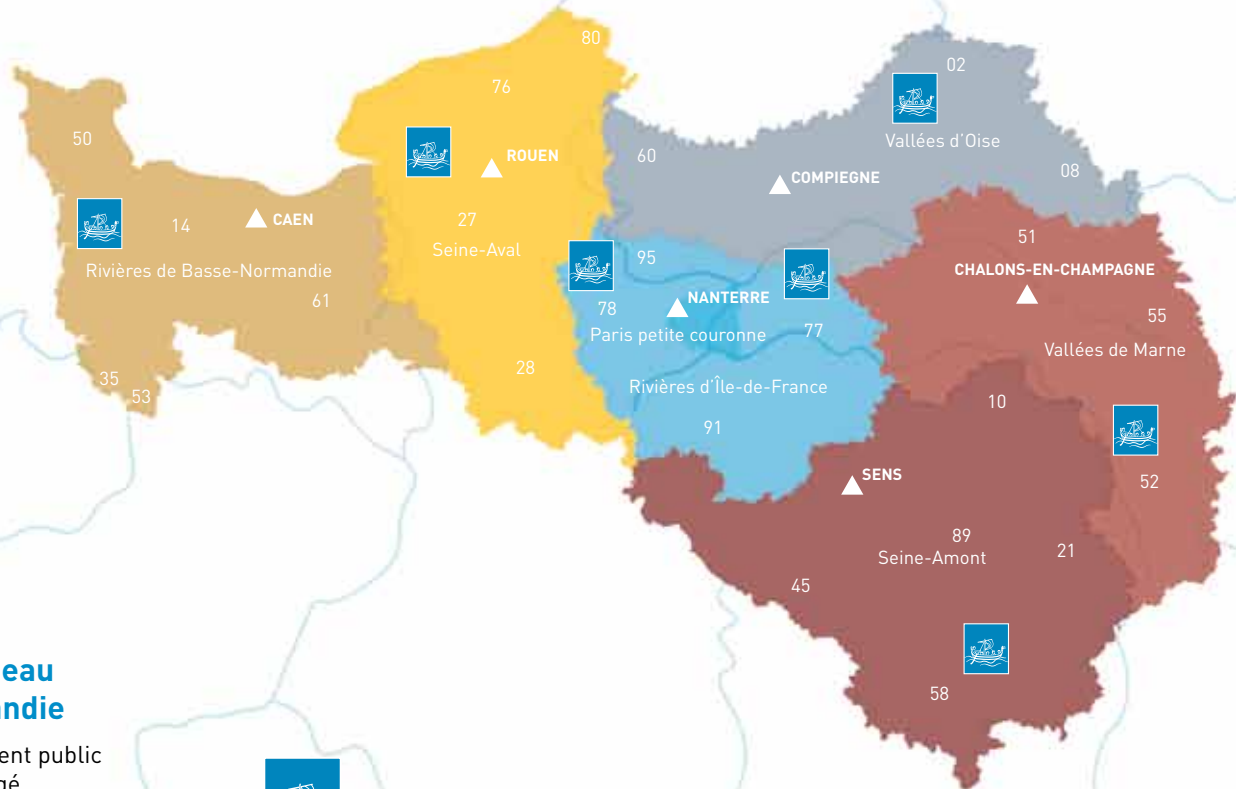 80
02
76
50
Vallées d'Oise
60
ROUEN
08
COMPIEGNE
27
14
CAEN
51
Seine-Aval
95
Rivières de Basse-Normandie
CHALONS-EN-CHAMPAGNE
61
78
NANTERRE
55
Paris petite couronne
77
Vallées de Marne
28
35
53
Rivières d'Île-de-France
10
91
SENS
52
89
Seine-Amont
21
45
58
eau
andie
ent public
gé